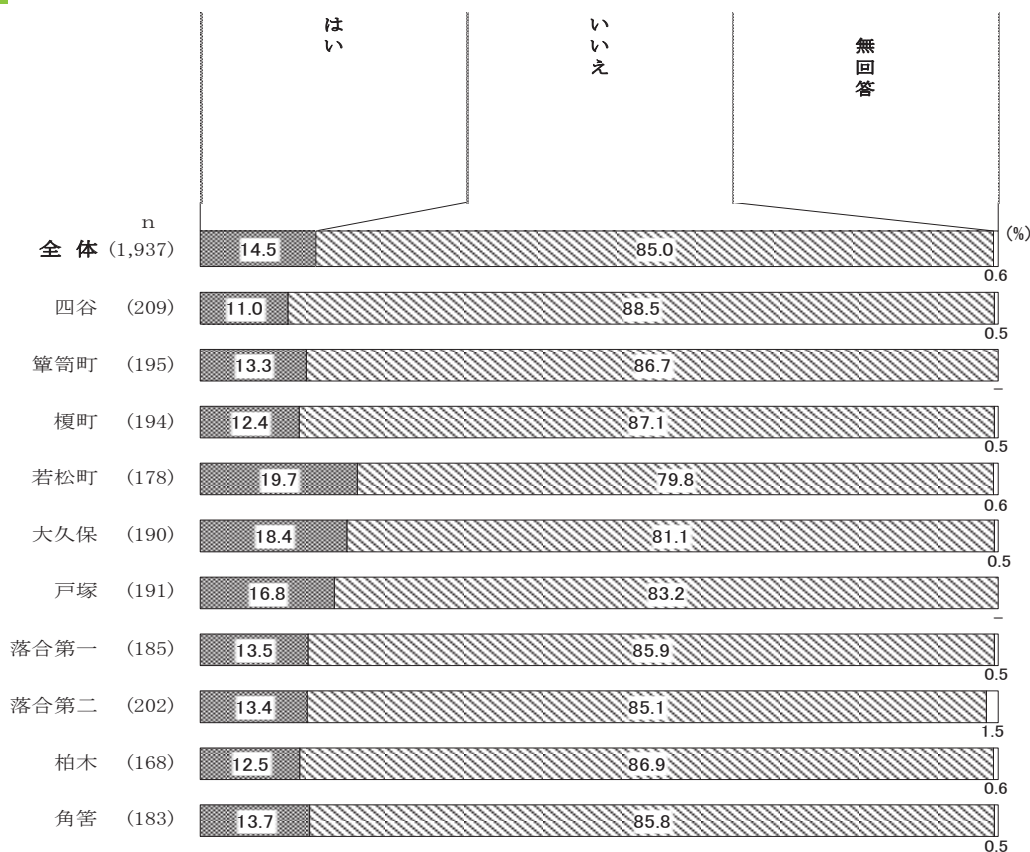 はい
いいえ
無回答
n
(%)
全体 (1,937) 14.5 85.0 0.6
四谷 (209) 11.0 88.5 0.5
簞笥町 (195) 13.3 86.7 –
榎町 (194) 12.4 87.1 0.5
若松町 (178) 19.7 79.8 0.6
大久保 (190) 18.4 81.1 0.5
戸塚 (191) 16.8 83.2 –
落合第一 (185) 13.5 85.9 0.5
落合第二 (202) 13.4 85.1 1.5
柏木 (168) 12.5 86.9 0.6
角筈 (183) 13.7 85.8 0.5